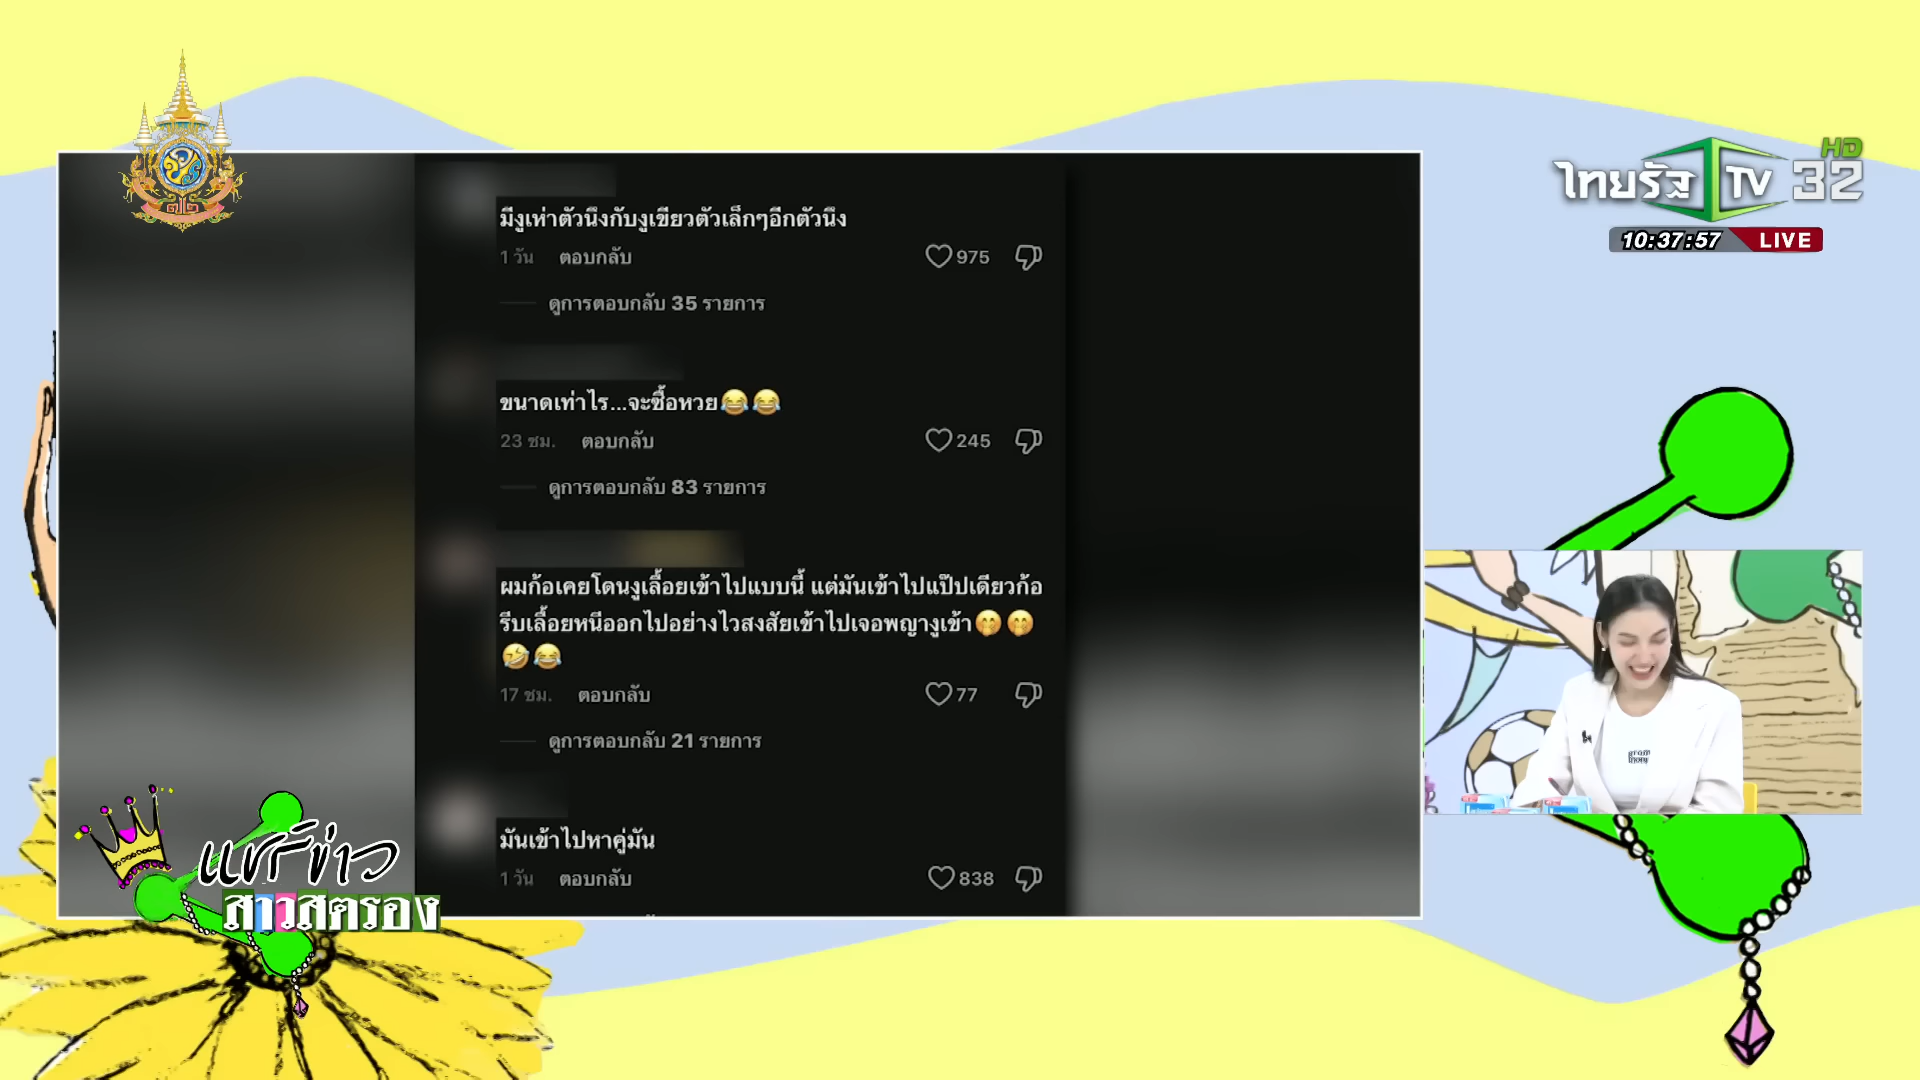 HD
ไทยรัฐ TV 32
10:37:57 LIVE
มีงูเห่าตัวนึงกับงูเขียวตัวเล็กๆอีกตัวนึง
1 วัน ตอบกลับ 975
ดูการตอบกลับ 35 รายการ
ขนาดเท่าไร...จะซื้อหวย😂😂
23 ชม. ตอบกลับ 245
ดูการตอบกลับ 83 รายการ
ผมก้อเคยโดนงูเลื้อยเข้าไปแบบนี้ แต่มันเข้าไปแป๊ปเดียวก้อ
รีบเลื้อยหนีออกไปอย่างไวสงสัยเข้าไปเจอพญางูเข้า🤭🤭
🤣😂
17 ชม. ตอบกลับ 77
ดูการตอบกลับ 21 รายการ
มันเข้าไปหาคู่มัน
1 วัน ตอบกลับ 838
แชร์ข่าว
สาวสตรอง